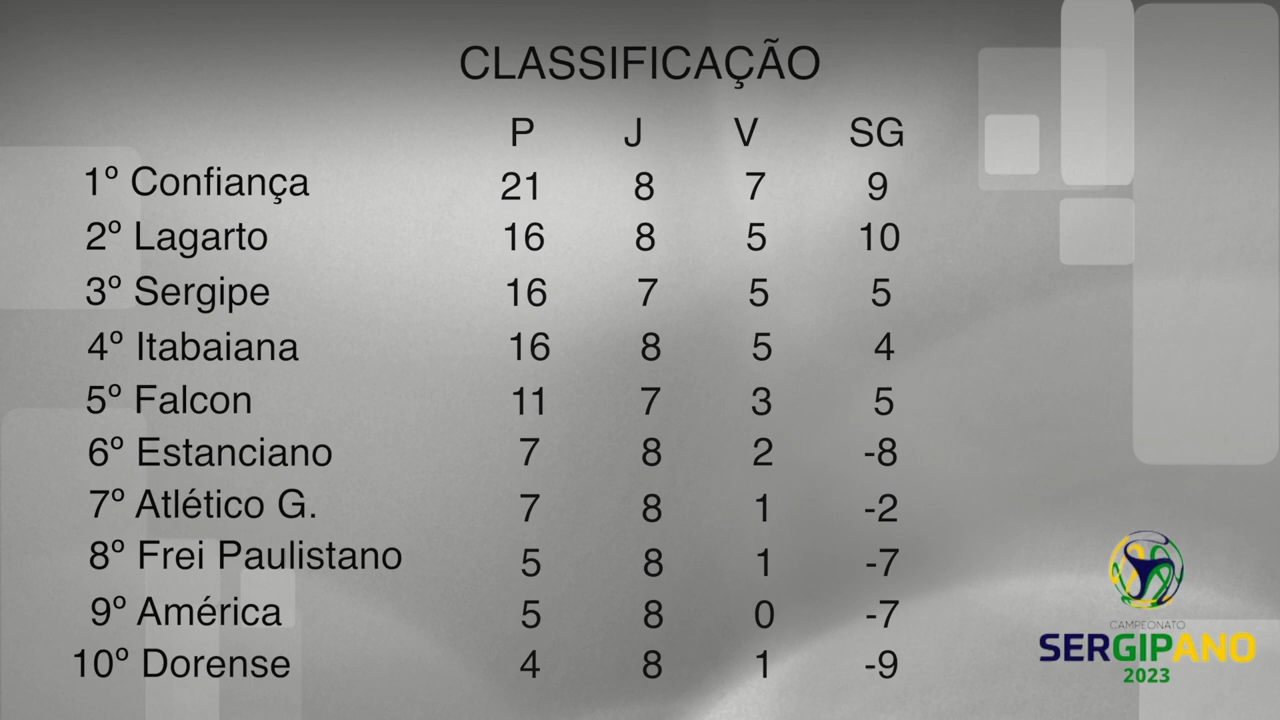 CLASSIFICAÇÃO
P J V SG
1º Confiança 21 8 7 9
2º Lagarto 16 8 5 10
3º Sergipe 16 7 5 5
4º Itabaiana 16 8 5 4
5º Falcon 11 7 3 5
6º Estanciano 7 8 2 -8
7º Atlético G. 7 8 1 -2
8º Frei Paulistano 5 8 1 -7
9º América 5 8 0 -7
10º Dorense 4 8 1 -9
CAMPEONATO
SERGIPANO
2023